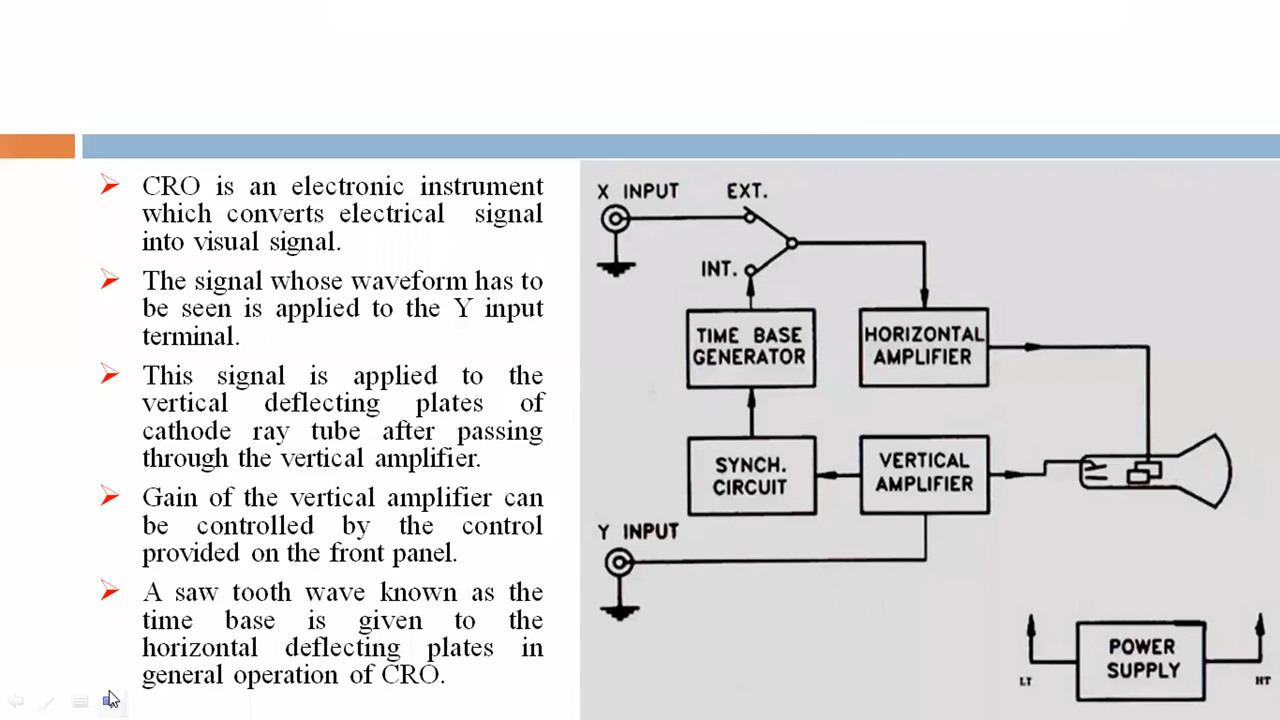 CRO is an electronic instrument
which converts electrical signal
into visual signal.
The signal whose waveform has to
be seen is applied to the Y input
terminal.
This signal is applied to the
vertical deflecting plates of
cathode ray tube after passing
through the vertical amplifier.
Gain of the vertical amplifier can
be controlled by the control
provided on the front panel.
A saw tooth wave known as the
time base is given to the
horizontal deflecting plates in
general operation of CRO.
X INPUT
EXT.
INT.
TIME BASE
GENERATOR
HORIZONTAL
AMPLIFIER
SYNCH.
CIRCUIT
VERTICAL
AMPLIFIER
Y INPUT
POWER
SUPPLY
LT
HT